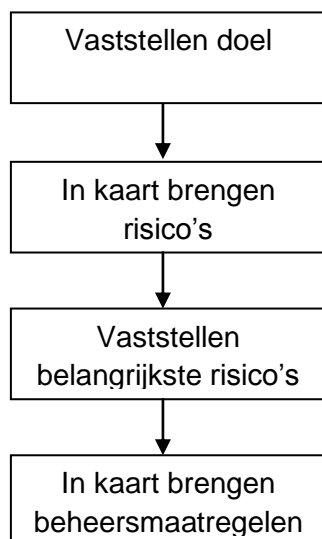 Vaststellen doel
In kaart brengen
risico’s
Vaststellen
belangrijkste risico’s
In kaart brengen
beheersmaatregelen